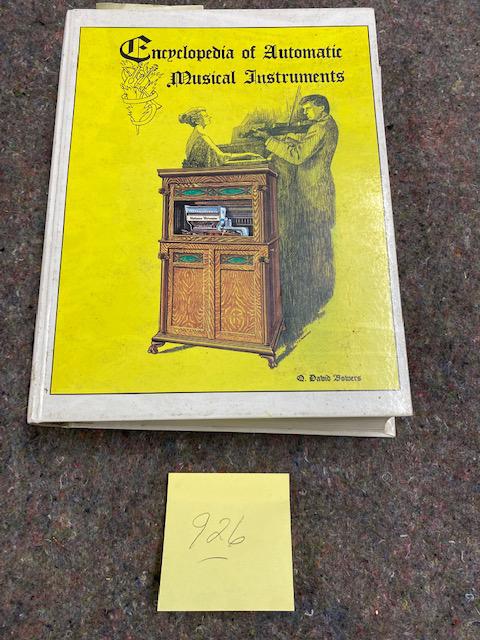 Encyclopedia of Automatic
Musical Instruments
Q. David Bowers
926